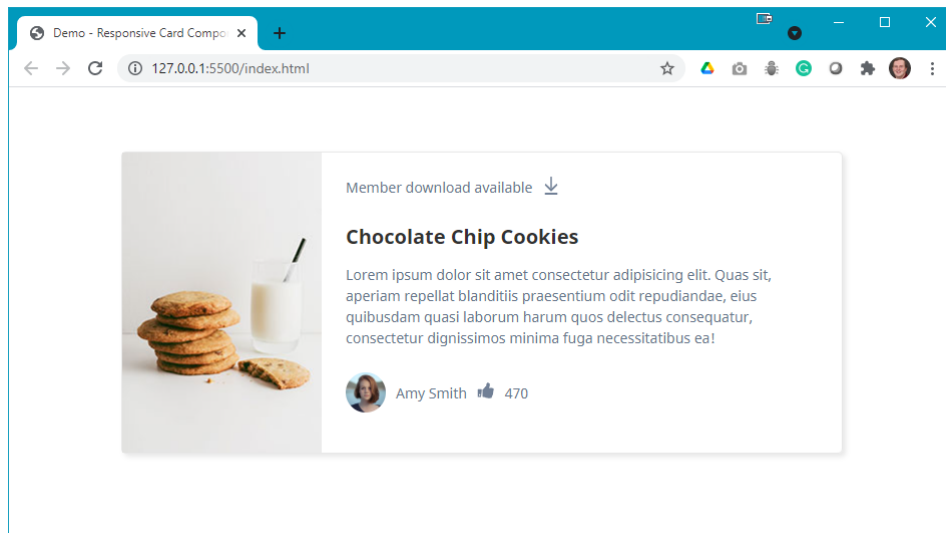 Demo - Responsive Card Compo
127.0.0.1:5500/index.html
Member download available
Chocolate Chip Cookies
Lorem ipsum dolor sit amet consectetur adipisicing elit. Quas sit,
aperiam repellat blanditiis praesentium odit repudiandae, eius
quibusdam quasi laborum harum quos delectus consequatur,
consectetur dignissimos minima fuga necessitatibus ea!
Amy Smith 470